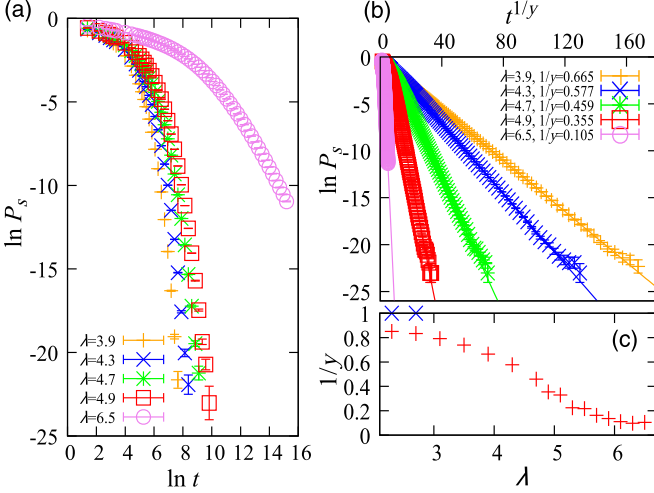 (a)
0
-5
-10
-15
-20
-25
ln P_s
λ=3.9
λ=4.3
λ=4.7
λ=4.9
λ=6.5
0 2 4 6 8 10 12 14 16
ln t
(b)
t^{1/y}
0 40 80 120 160
0
-5
-10
-15
-20
-25
ln P_s
λ=3.9, 1/y=0.665
λ=4.3, 1/y=0.577
λ=4.7, 1/y=0.459
λ=4.9, 1/y=0.355
λ=6.5, 1/y=0.105
(c)
1
0.8
0.6
0.4
0.2
0
1/y
3 4 5 6
λ